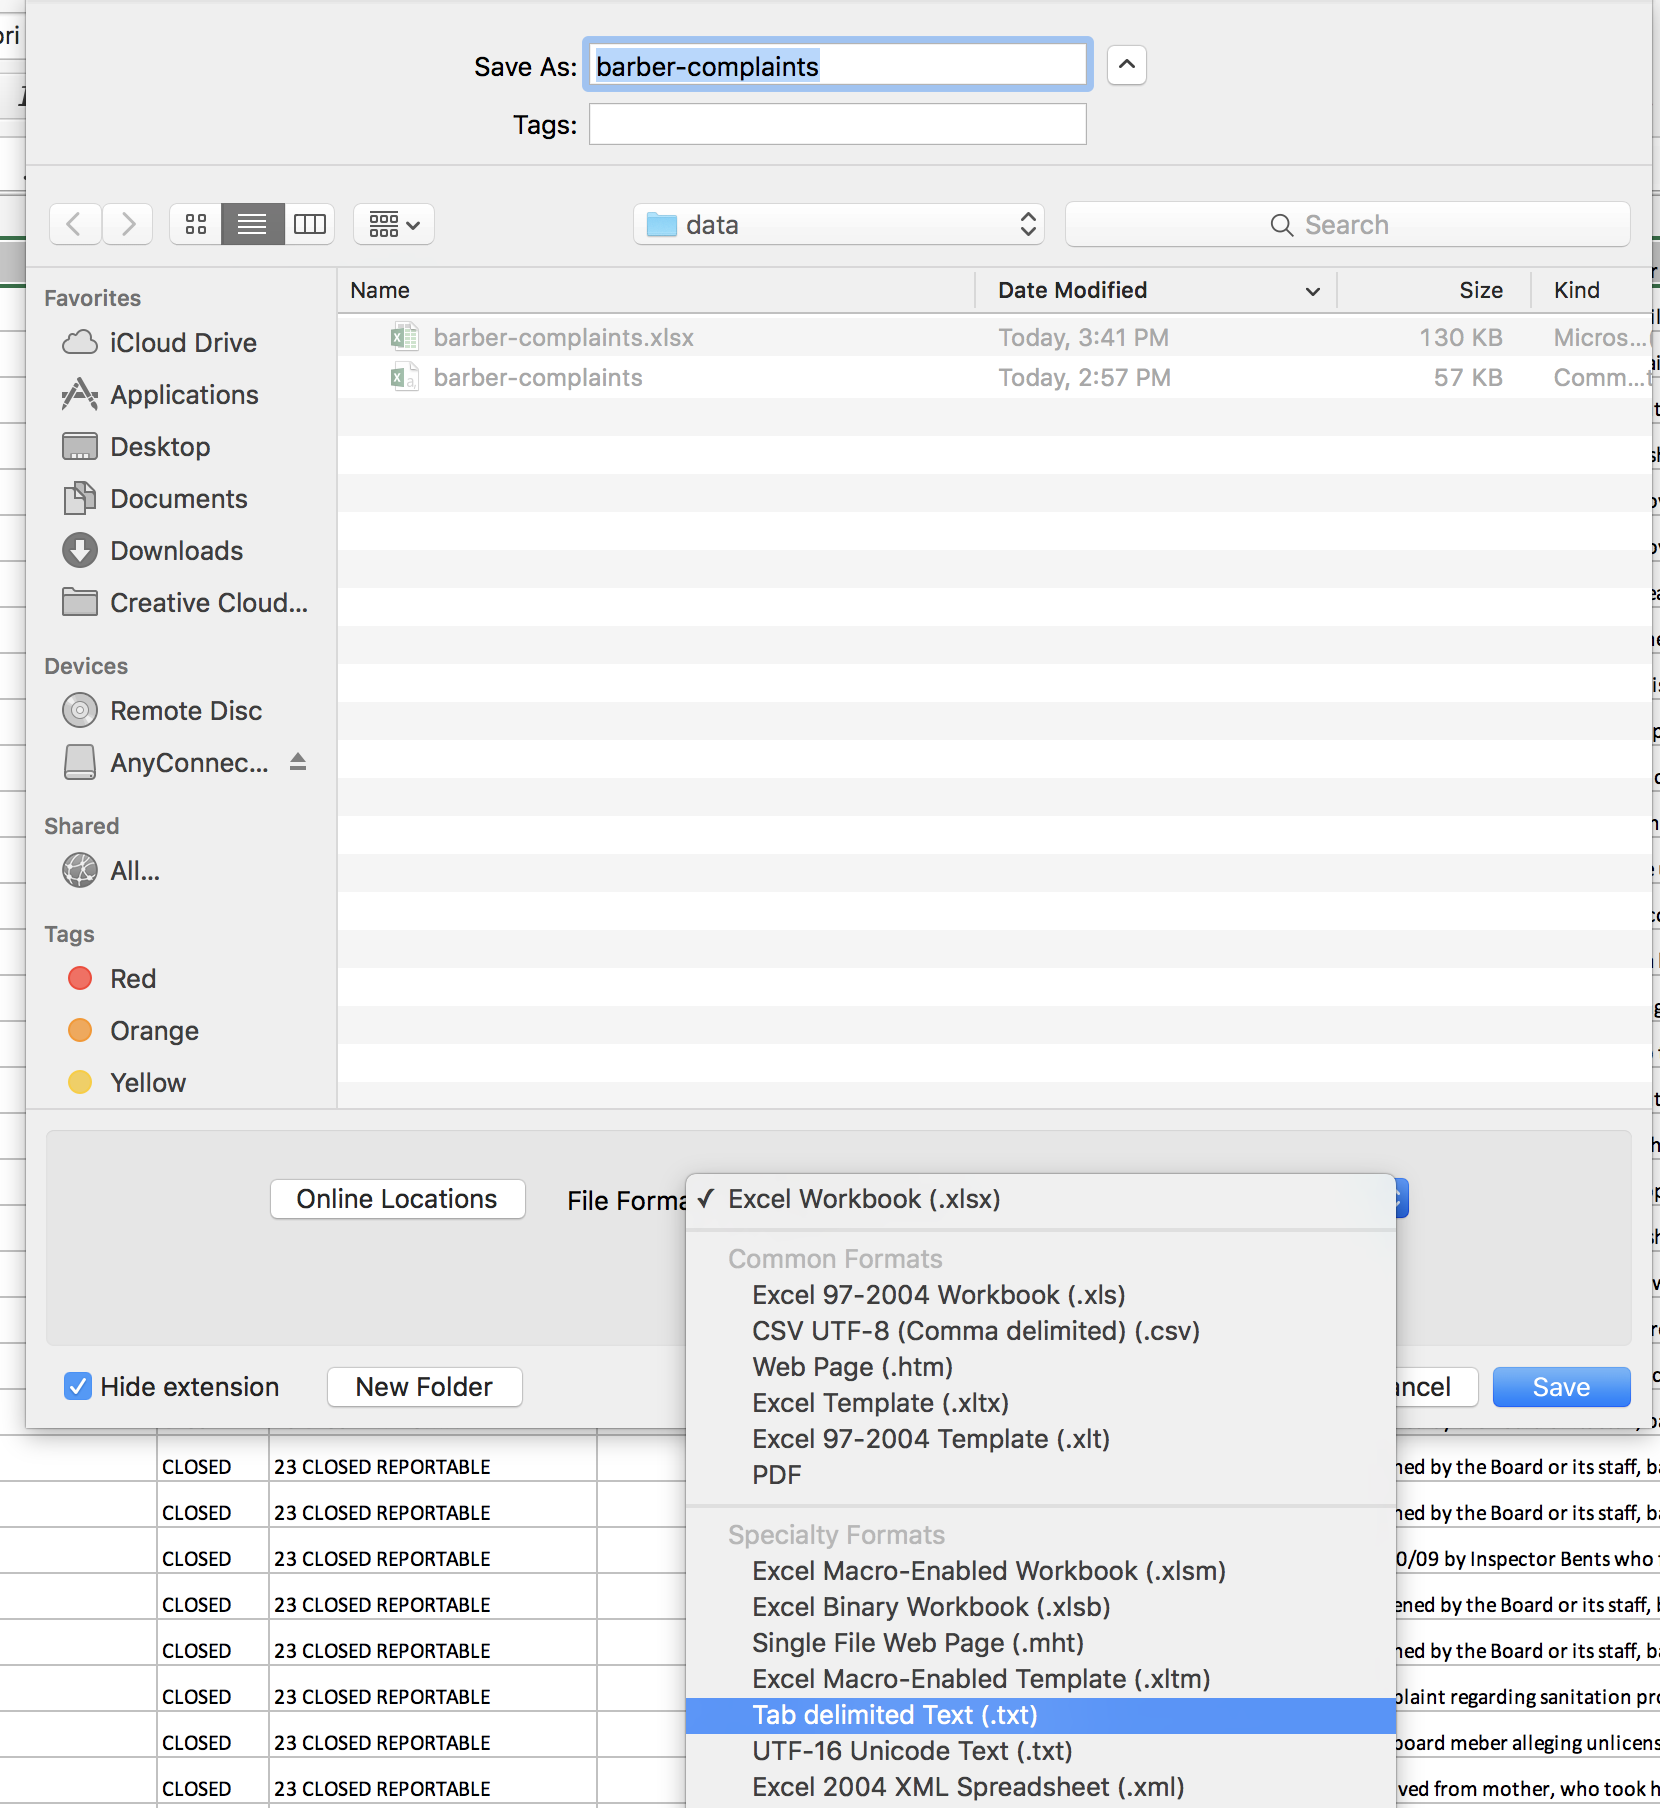 Save As: barber-complaints
Tags:
data
Search
Name Date Modified Size Kind
barber-complaints.xlsx Today, 3:41 PM 130 KB Micros...
barber-complaints Today, 2:57 PM 57 KB Comm...
Favorites
iCloud Drive
Applications
Desktop
Documents
Downloads
Creative Cloud...
Devices
Remote Disc
AnyConnec...
Shared
All...
Tags
Red
Orange
Yellow
Online Locations File Forma
✓ Excel Workbook (.xlsx)
Common Formats
Excel 97-2004 Workbook (.xls)
CSV UTF-8 (Comma delimited) (.csv)
Web Page (.htm)
Excel Template (.xltx)
Excel 97-2004 Template (.xlt)
PDF
Specialty Formats
Excel Macro-Enabled Workbook (.xlsm)
Excel Binary Workbook (.xlsb)
Single File Web Page (.mht)
Excel Macro-Enabled Template (.xltm)
Tab delimited Text (.txt)
UTF-16 Unicode Text (.txt)
Excel 2004 XML Spreadsheet (.xml)
Hide extension New Folder ancel Save
CLOSED 23 CLOSED REPORTABLE ned by the Board or its staff, ba
CLOSED 23 CLOSED REPORTABLE ned by the Board or its staff, ba
CLOSED 23 CLOSED REPORTABLE 0/09 by Inspector Bents who
CLOSED 23 CLOSED REPORTABLE ened by the Board or its staff,
CLOSED 23 CLOSED REPORTABLE ned by the Board or its staff, ba
CLOSED 23 CLOSED REPORTABLE plaint regarding sanitation pro
CLOSED 23 CLOSED REPORTABLE board meber alleging unlicens
CLOSED 23 CLOSED REPORTABLE ved from mother, who took h